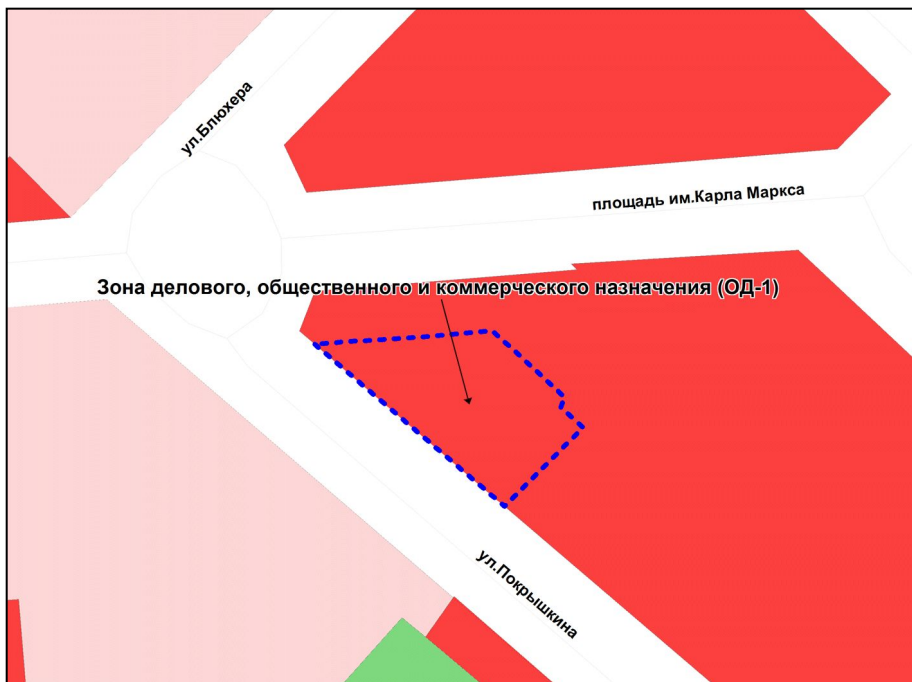 ул.Блюхера
площадь им.Карла Маркса
Зона делового, общественного и коммерческого назначения (ОД-1)
ул.Покрышкина